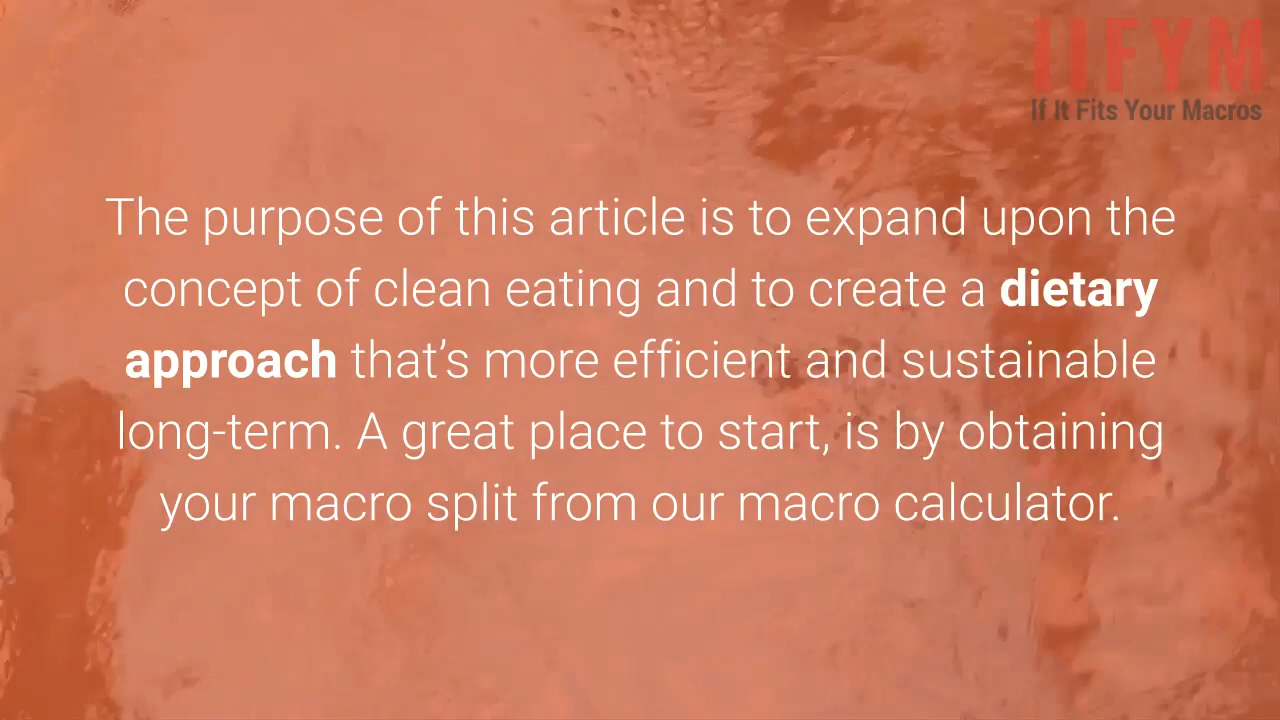 IIFYM
If It Fits Your Macros
The purpose of this article is to expand upon the
concept of clean eating and to create a dietary
approach that’s more efficient and sustainable
long-term. A great place to start, is by obtaining
your macro split from our macro calculator.